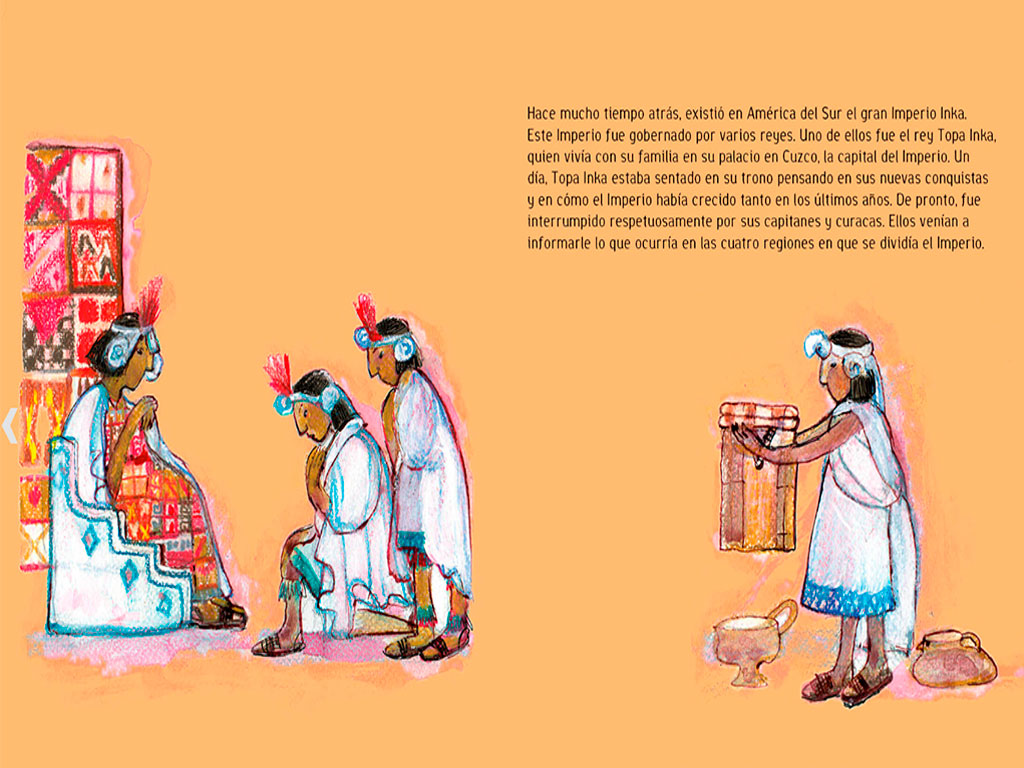 Hace mucho tiempo atrás, existió en América del Sur el gran Imperio Inka.
Este Imperio fue gobernado por varios reyes. Uno de ellos fue el rey Topa Inka,
quien vivía con su familia en su palacio en Cuzco, la capital del Imperio. Un
día, Topa Inka estaba sentado en su trono pensando en sus nuevas conquistas
y en cómo el Imperio había crecido tanto en los últimos años. De pronto, fue
interrumpido respetuosamente por sus capitanes y curacas. Ellos venían a
informarle lo que ocurría en las cuatro regiones en que se dividía el Imperio.